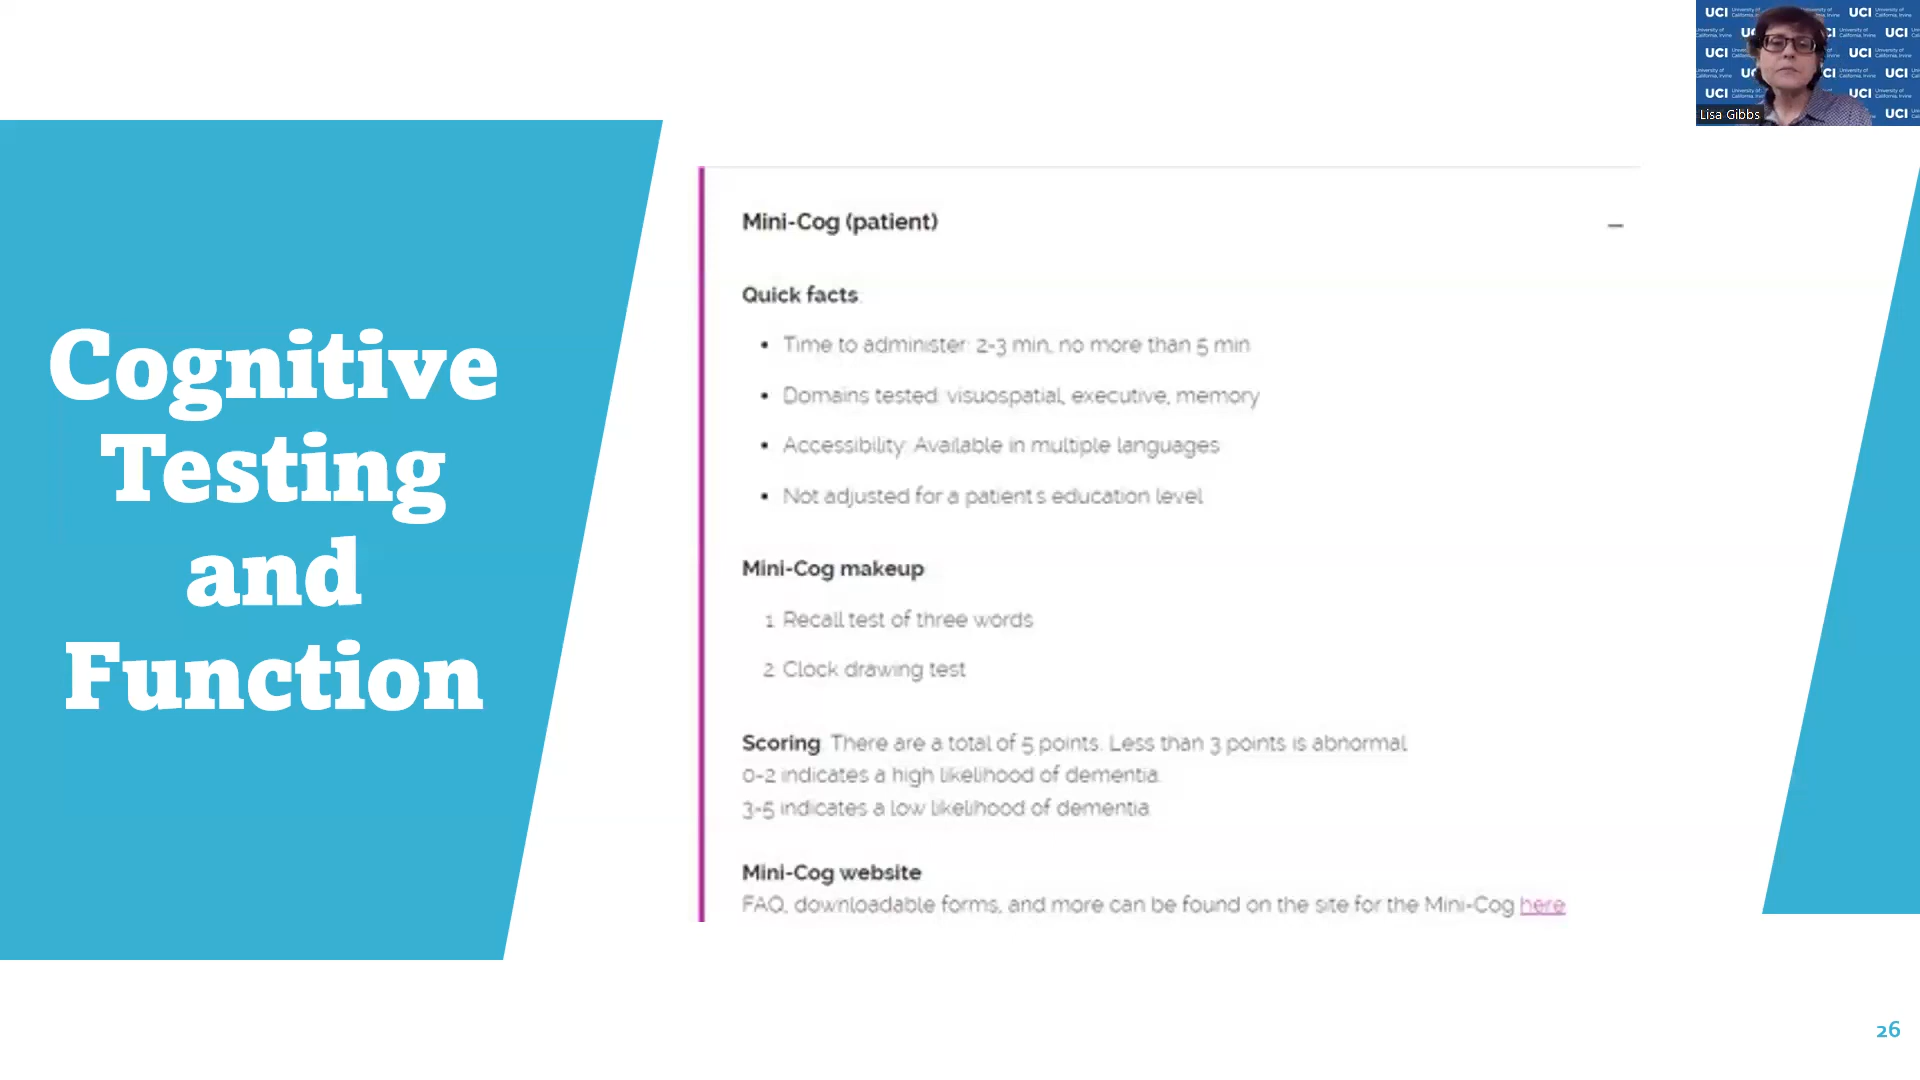 Cognitive
Testing
and
Function
Mini-Cog (patient)
Quick facts
• Time to administer: 2-3 min, no more than 5 min
• Domains tested: visuospatial, executive, memory
• Accessibility: Available in multiple languages
• Not adjusted for a patient's education level
Mini-Cog makeup
1. Recall test of three words
2. Clock drawing test
Scoring: There are a total of 5 points. Less than 3 points is abnormal.
0-2 indicates a high likelihood of dementia.
3-5 indicates a low likelihood of dementia.
Mini-Cog website
FAQ, downloadable forms, and more can be found on the site for the Mini-Cog here
UCI University of California, Irvine
Lisa Gibbs
26